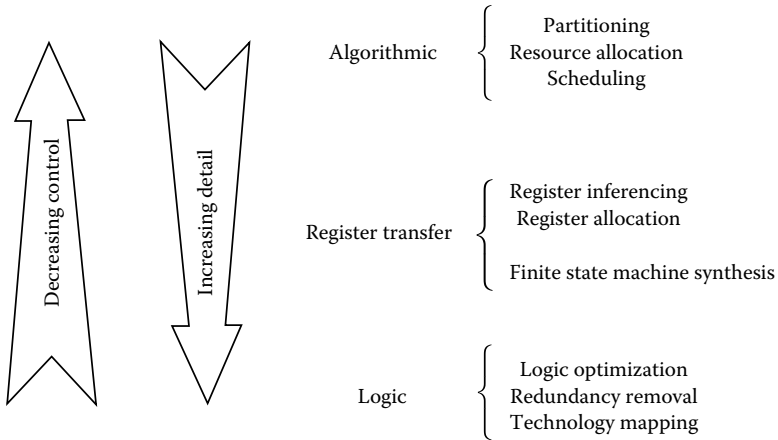 Decreasing control
Increasing detail
Algorithmic
Partitioning
Resource allocation
Scheduling
Register transfer
Register inferencing
Register allocation
Finite state machine synthesis
Logic
Logic optimization
Redundancy removal
Technology mapping